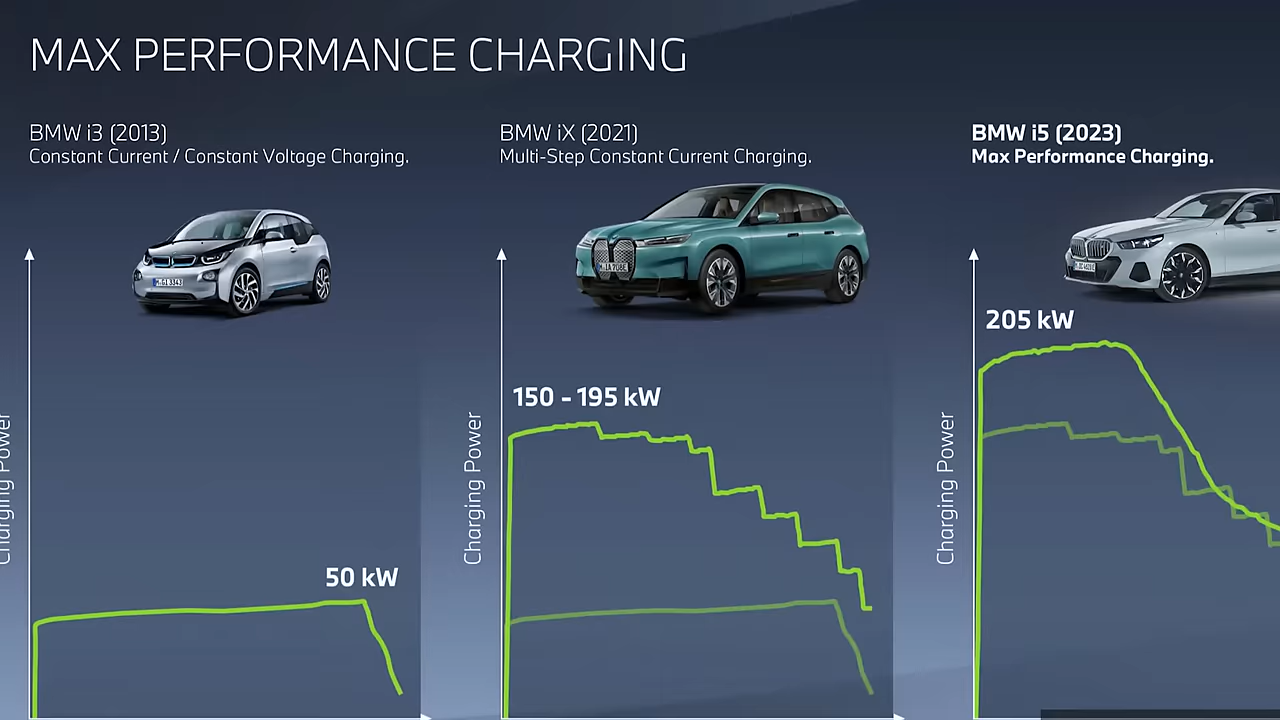 MAX PERFORMANCE CHARGING
BMW i3 (2013)
Constant Current / Constant Voltage Charging.
BMW iX (2021)
Multi-Step Constant Current Charging.
BMW i5 (2023)
Max Performance Charging.
Charging Power
50 kW
Charging Power
150 - 195 kW
Charging Power
205 kW